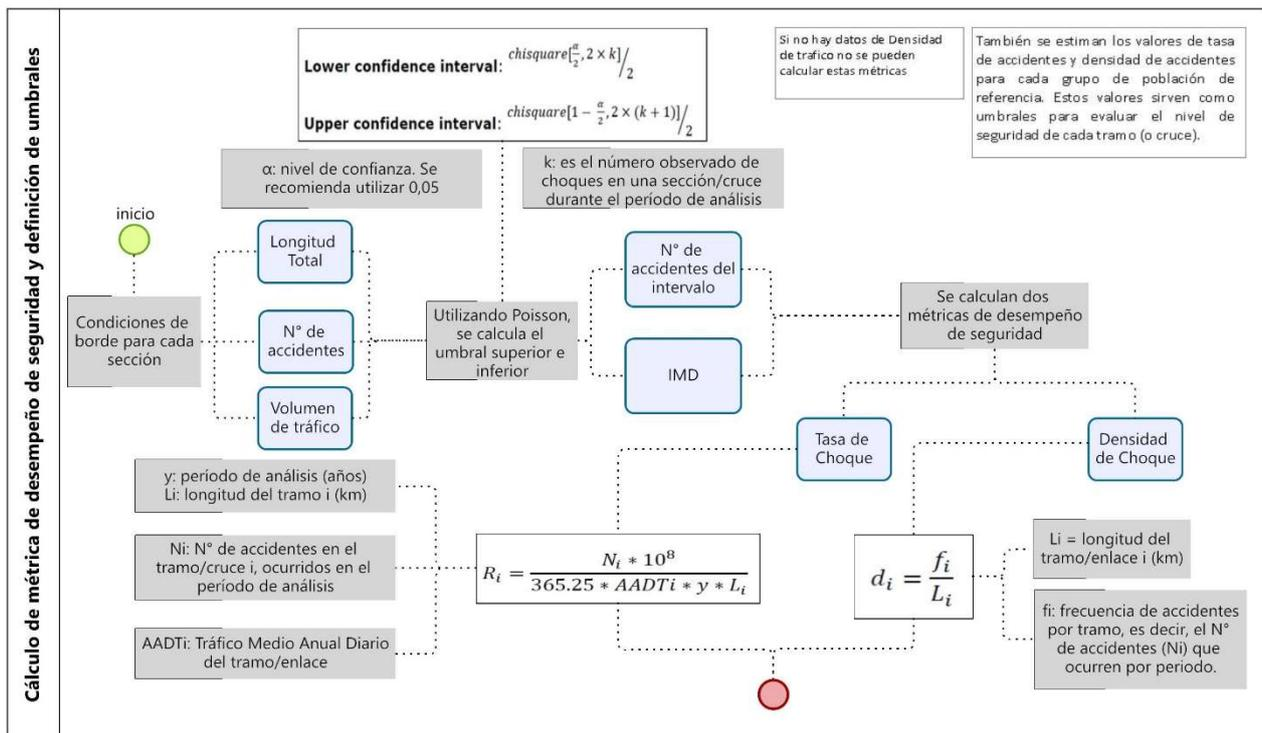 Cálculo de métrica de desempeño de seguridad y definición de umbrales
Lower confidence interval: chisquare[α/2, 2 × k]/2
Upper confidence interval: chisquare[1 − α/2, 2 × (k + 1)]/2
Si no hay datos de Densidad
de trafico no se pueden
calcular estas métricas
También se estiman los valores de tasa
de accidentes y densidad de accidentes
para cada grupo de población de
referencia. Estos valores sirven como
umbrales para evaluar el nivel de
seguridad de cada tramo (o cruce).
α: nivel de confianza. Se
recomienda utilizar 0,05
k: es el número observado de
choques en una sección/cruce
durante el período de análisis
inicio
Condiciones de
borde para cada
sección
Longitud
Total
N° de
accidentes
Volumen
de tráfico
Utilizando Poisson,
se calcula el
umbral superior e
inferior
N° de
accidentes del
intervalo
IMD
Se calculan dos
métricas de desempeño
de seguridad
Tasa de
Choque
Densidad
de Choque
y: período de análisis (años)
Li: longitud del tramo i (km)
Ni: N° de accidentes en el
tramo/cruce i, ocurridos en el
período de análisis
AADTi: Tráfico Medio Anual Diario
del tramo/enlace
R_i = N_i * 10^8 / 365.25 * AADTi * y * L_i
d_i = f_i / L_i
Li = longitud del
tramo/enlace i (km)
fi: frecuencia de accidentes
por tramo, es decir, el N°
de accidentes (Ni) que
ocurren por periodo.